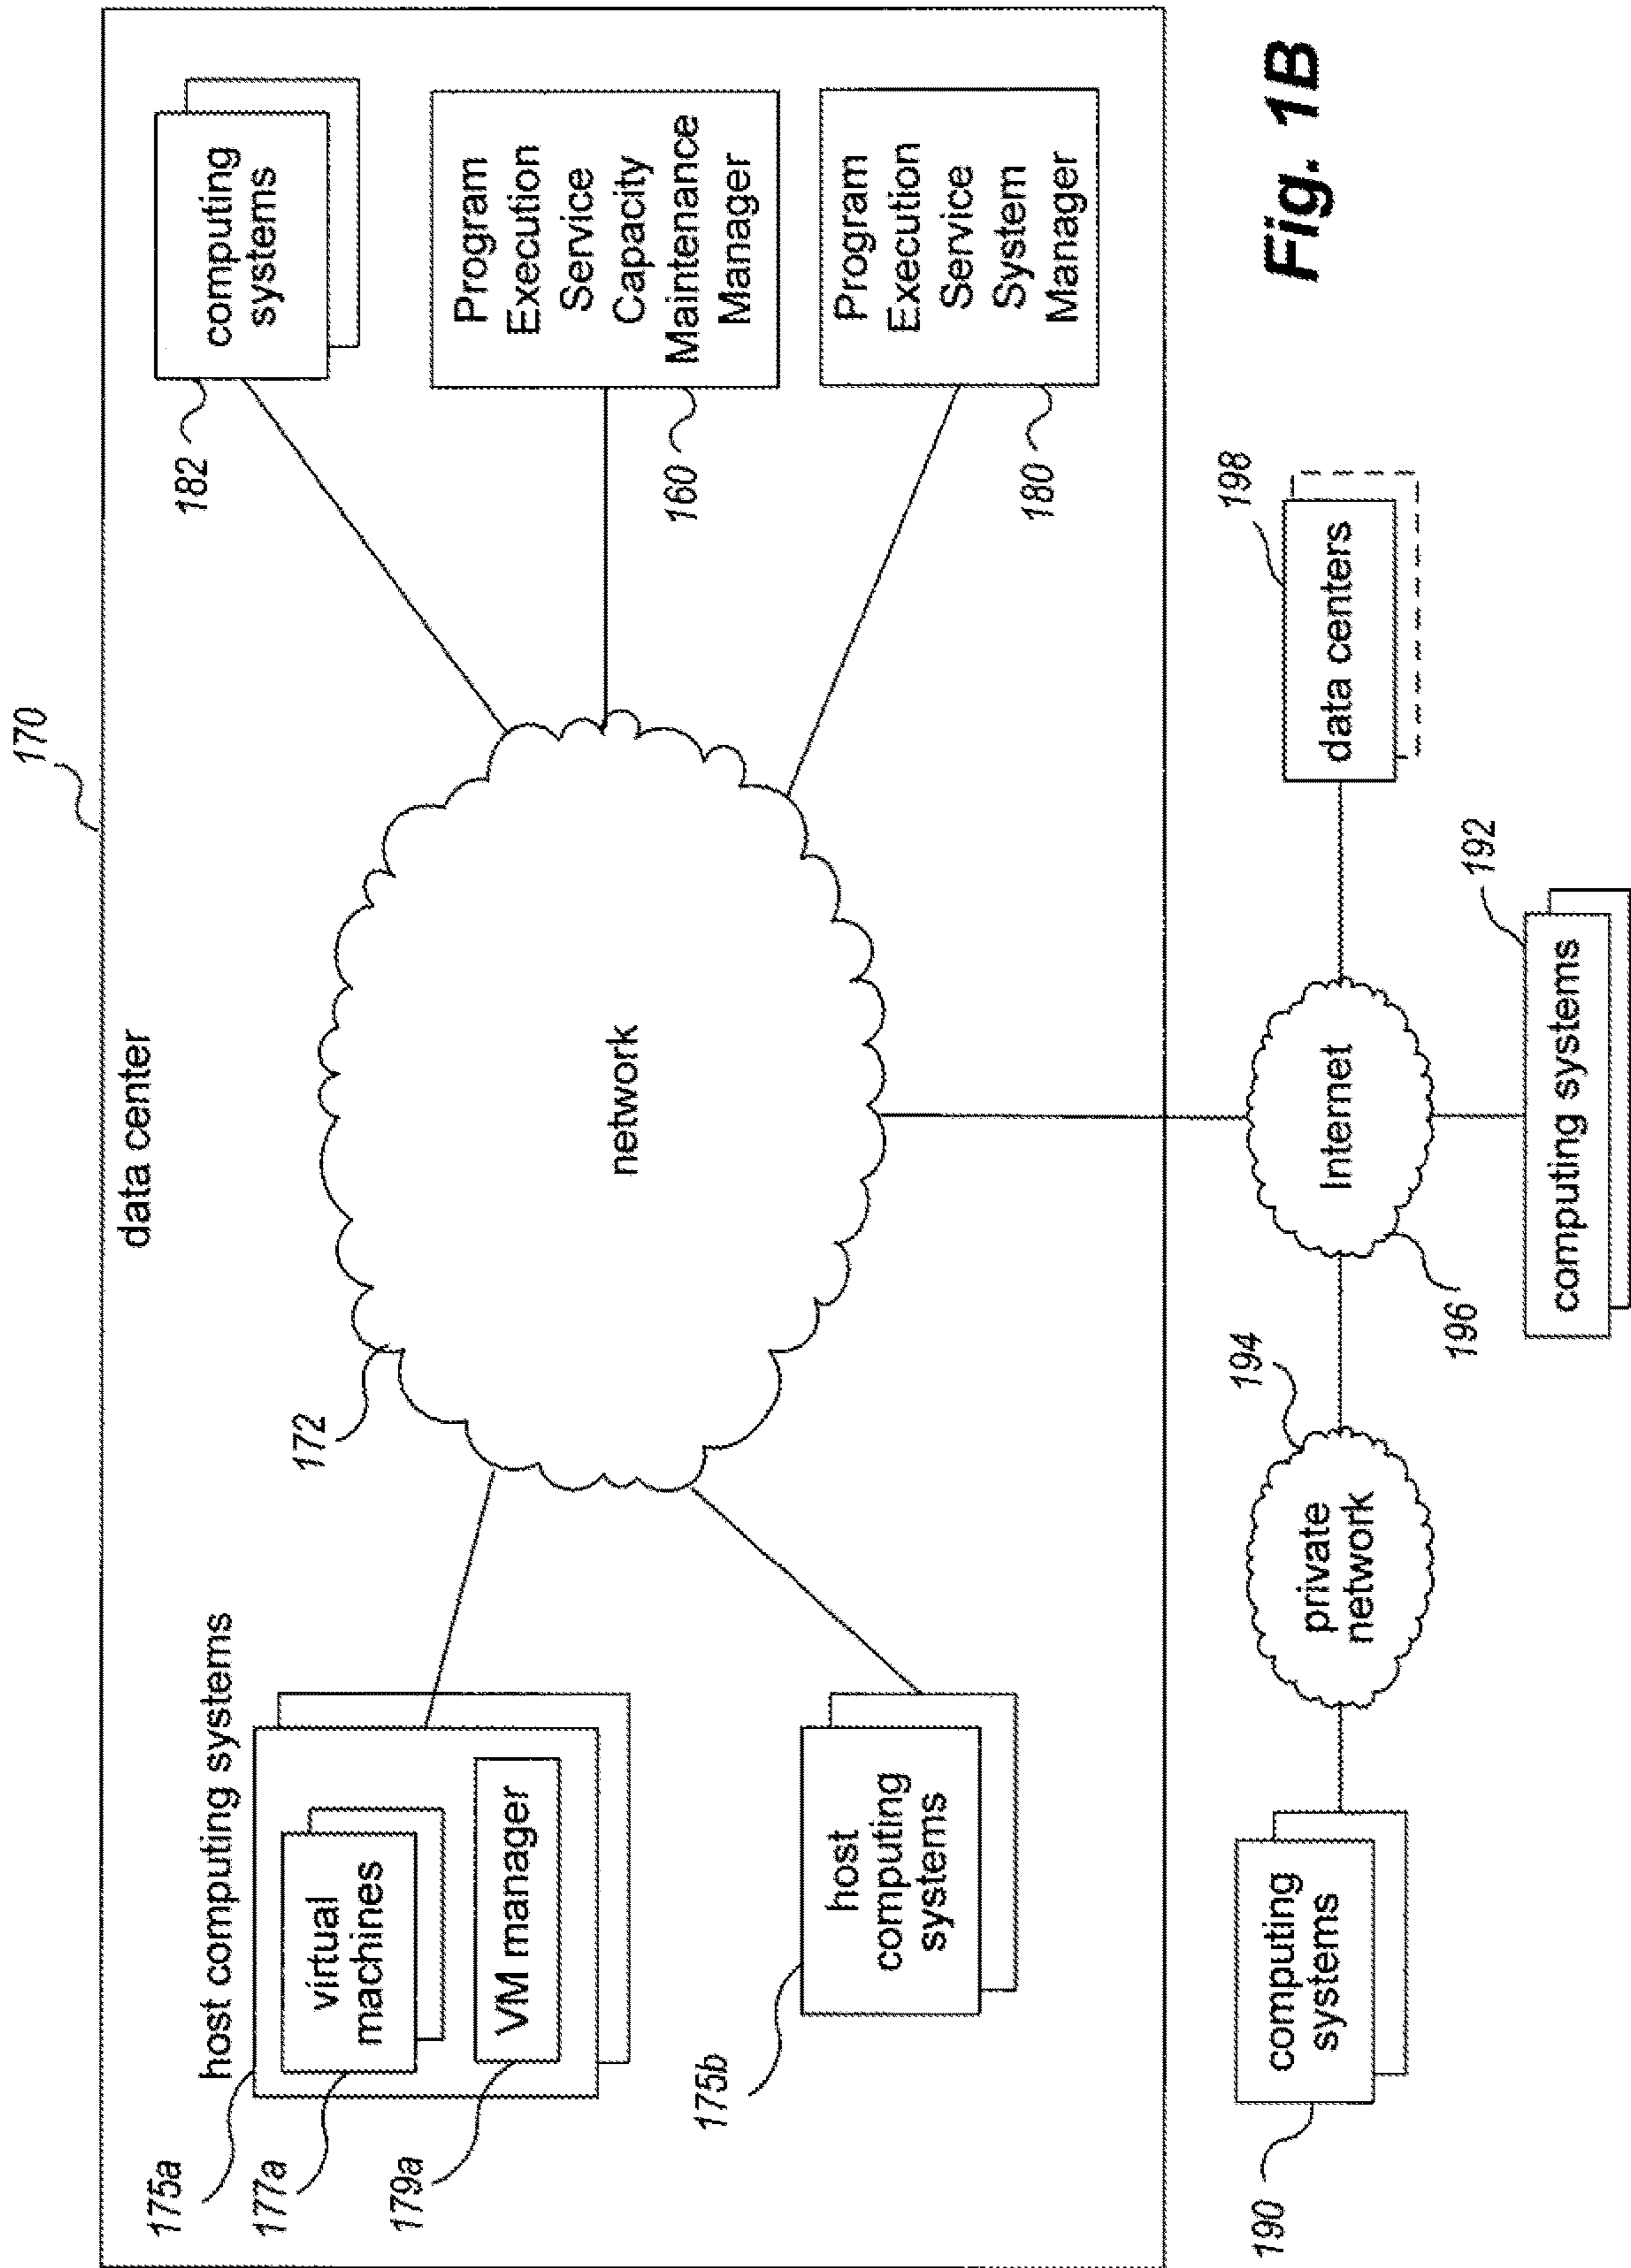 170
data center
host computing systems
175a
virtual
machines
177a
VM manager
179a
175b
host
computing
systems
172
network
computing
systems
182
Program
Execution
Service
Capacity
Maintenance
Manager
160
Program
Execution
Service
System
Manager
180
190
computing
systems
private
network
194
Internet
196
computing systems
192
data centers
198
Fig. 1B